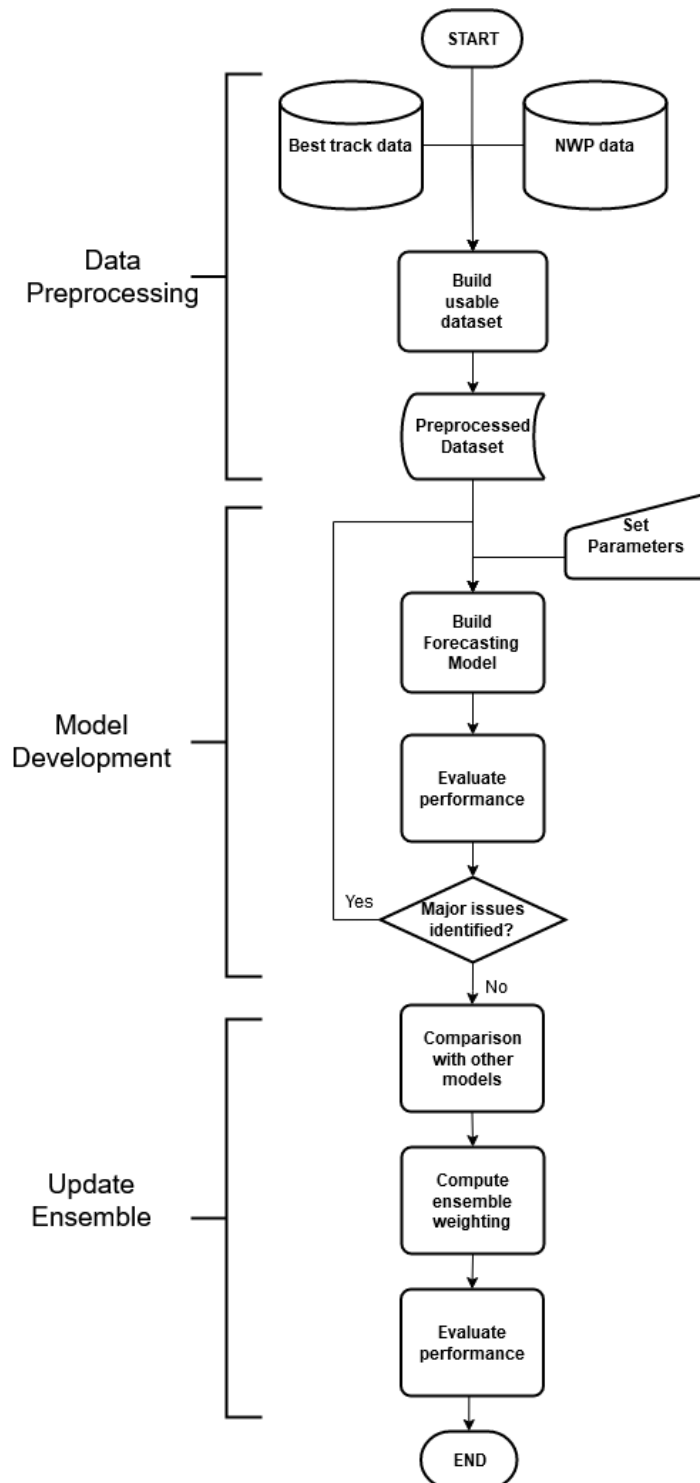 START
Best track data
NWP data
Data
Preprocessing
Build
usable
dataset
Preprocessed
Dataset
Set
Parameters
Build
Forecasting
Model
Model
Development
Evaluate
performance
Yes
Major issues
identified?
No
Comparison
with other
models
Update
Ensemble
Compute
ensemble
weighting
Evaluate
performance
END